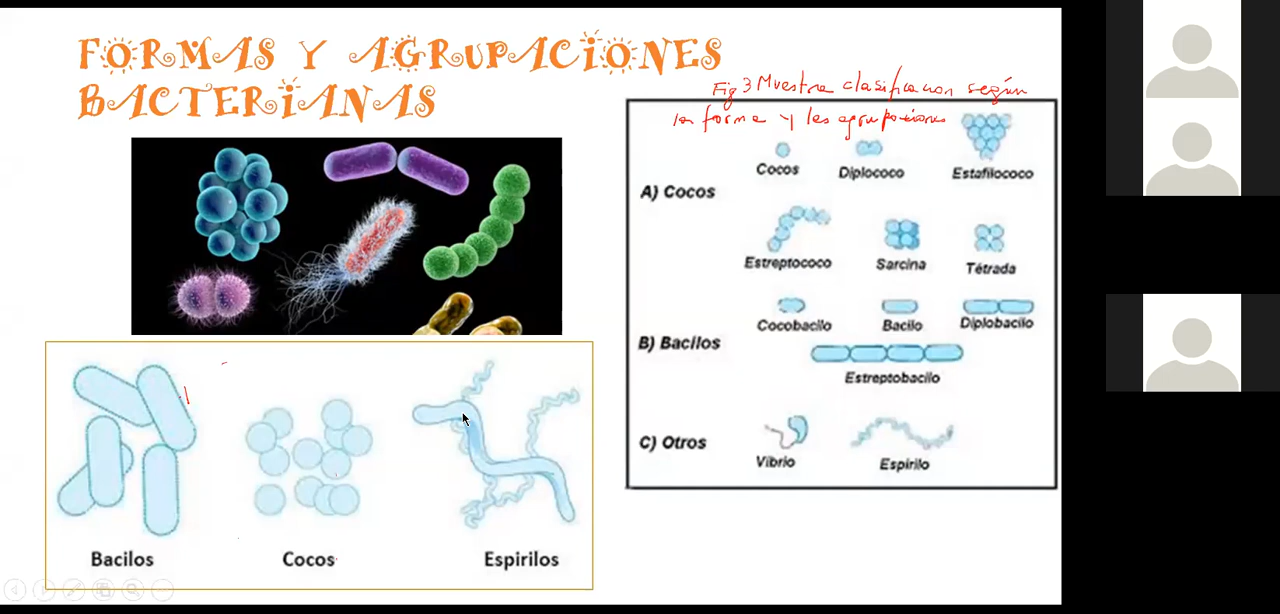 FORMAS Y AGRUPACIONES
BACTERIANAS
Fig 3 Muestra clasificacion según
la forma y las agrupaciones
A) Cocos
Cocos
Diplococo
Estafilococo
Estreptococo
Sarcina
Tétrada
B) Bacilos
Cocobacilo
Bacilo
Diplobacilo
Estreptobacilo
C) Otros
Vibrio
Espirilo
Bacilos
Cocos
Espirilos